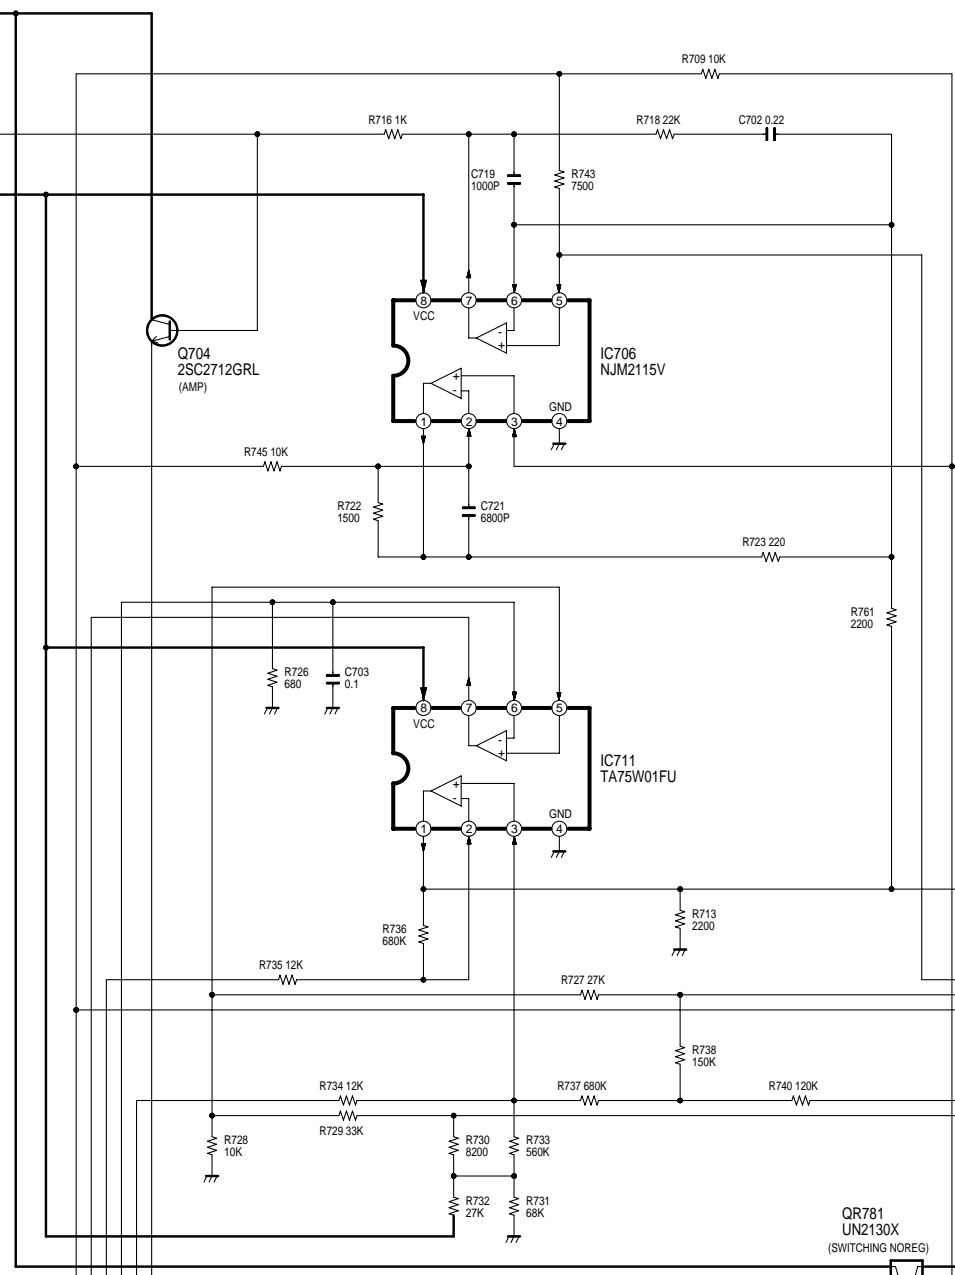 R709 10K
R716 1K
R718 22K
C702 0.22
C719
1000P
R743
7500
8
7
6
5
VCC
-
+
Q704
2SC2712GRL
(AMP)
IC706
NJM2115V
+
-
GND
1
2
3
4
R745 10K
R722
1500
C721
6800P
R723 220
R761
2200
R726
680
C703
0.1
8
7
6
5
VCC
-
+
IC711
TA75W01FU
+
-
GND
1
2
3
4
R736
680K
R713
2200
R735 12K
R727 27K
R738
150K
R734 12K
R737 680K
R740 120K
R729 33K
R728
10K
R730
8200
R733
560K
R732
27K
R731
68K
QR781
UN2130X
(SWITCHING NOREG)